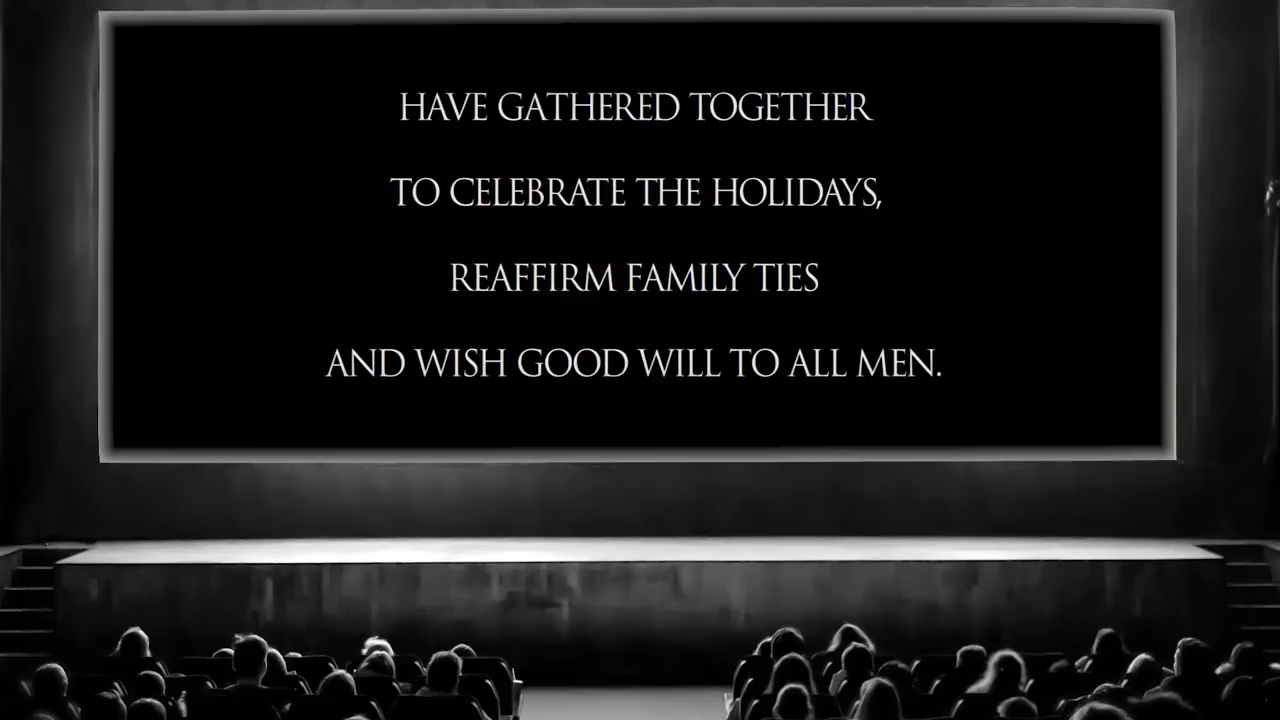 HAVE GATHERED TOGETHER
TO CELEBRATE THE HOLIDAYS,
REAFFIRM FAMILY TIES
AND WISH GOOD WILL TO ALL MEN.